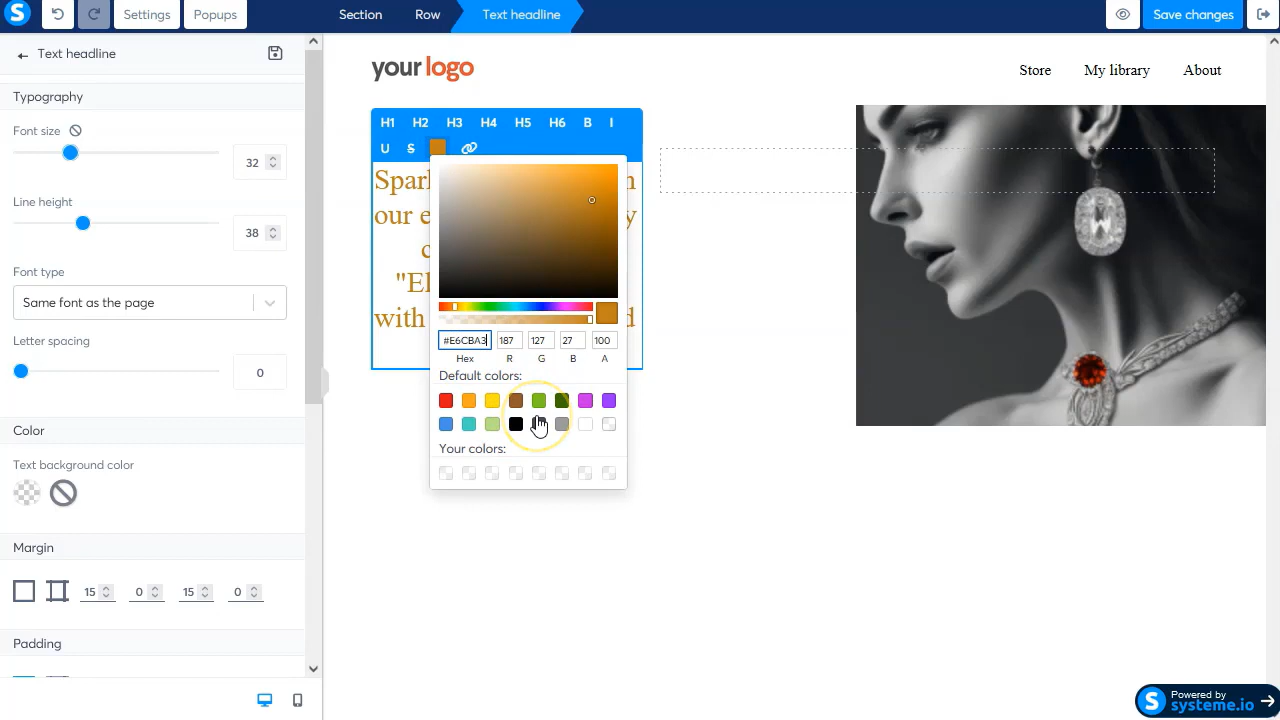 Settings
Popups
Section
Row
Text headline
Save changes
Text headline
Typography
Font size
32
Line height
38
Font type
Same font as the page
Letter spacing
0
Color
Text background color
Margin
15
0
15
0
Padding
your logo
Store
My library
About
H1 H2 H3 H4 H5 H6 B I
U S
our e
"El
with
#E6CBA3
187
127
27
100
Hex
R
G
B
A
Default colors:
Your colors:
Powered by
systeme.io